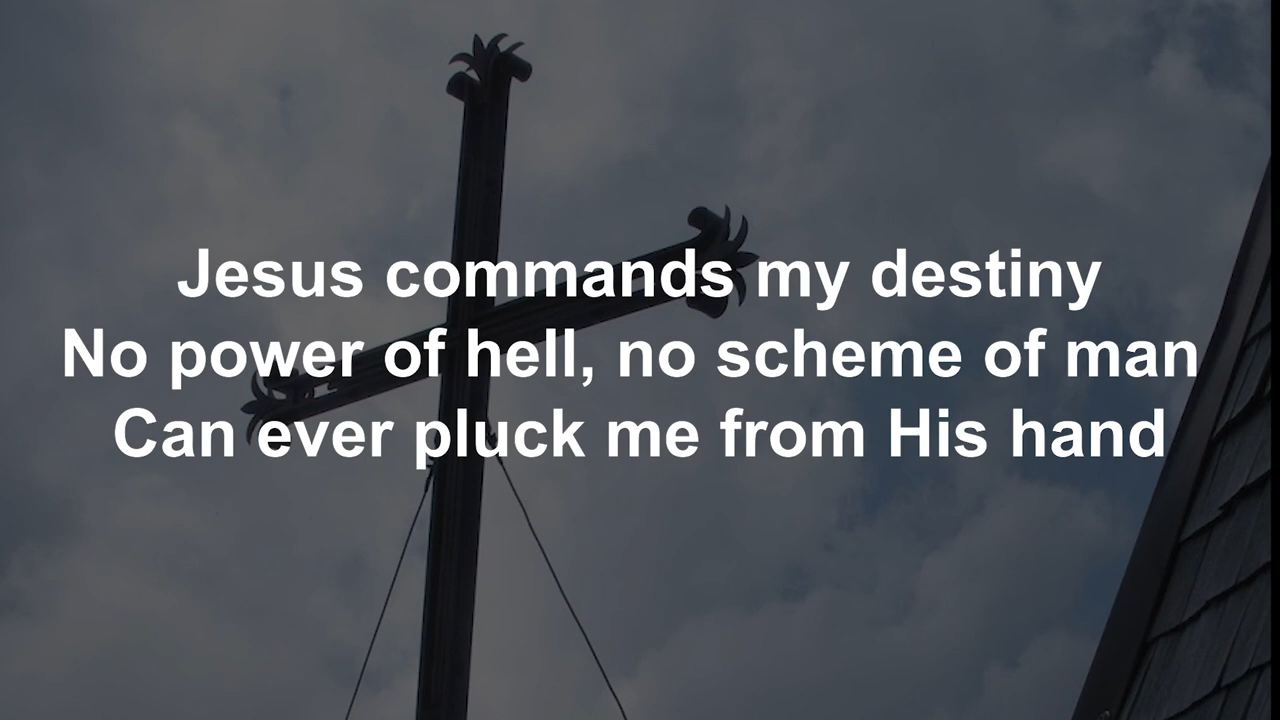 Jesus commands my destiny
No power of hell, no scheme of man
Can ever pluck me from His hand